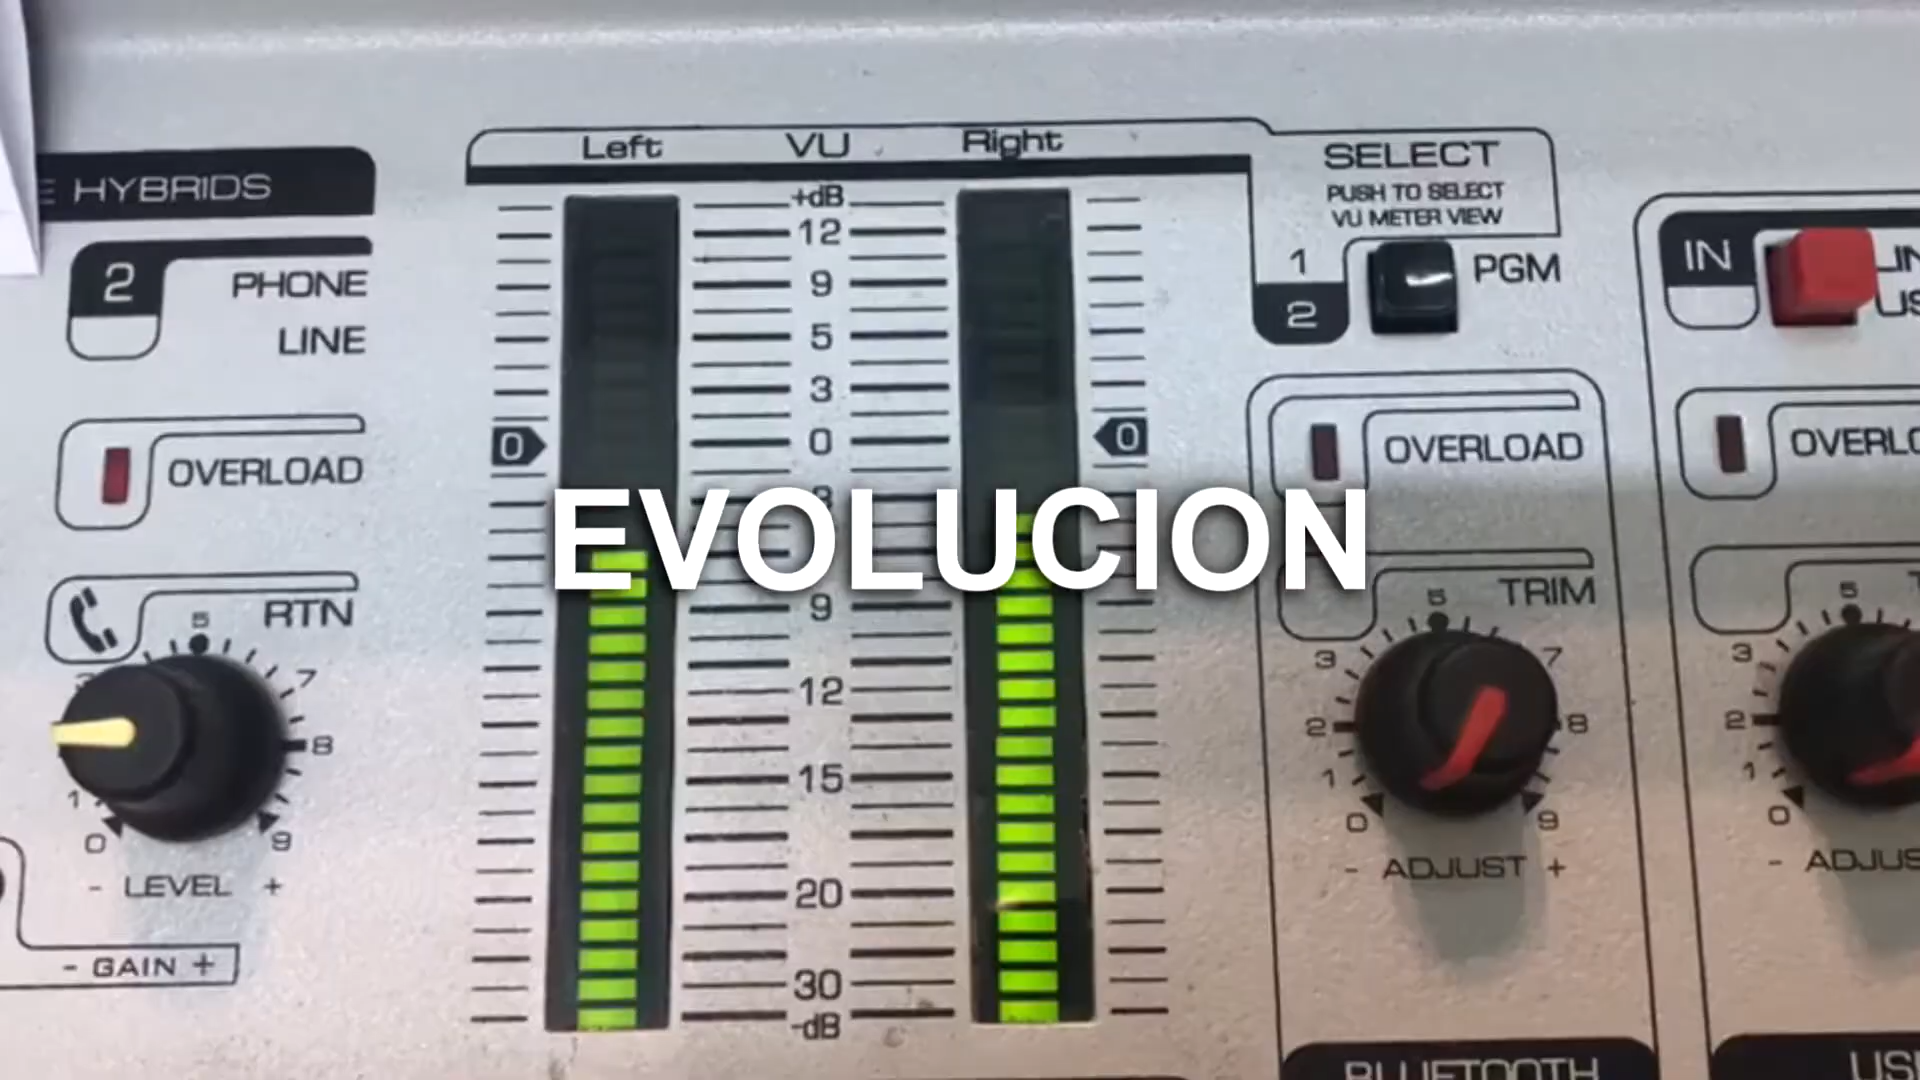 HYBRIDS
2
PHONE
LINE
OVERLOAD
RTN
5
7
8
9
0
1
- LEVEL +
- GAIN +
Left VU Right
+dB
12
9
5
3
0
0
0
9
12
15
20
30
-dB
EVOLUCION
SELECT
PUSH TO SELECT
VU METER VIEW
1
2
PGM
OVERLOAD
TRIM
5
3
7
2
8
1
0
9
- ADJUST +
BLUETOOTH
IN
5
3
2
1
0